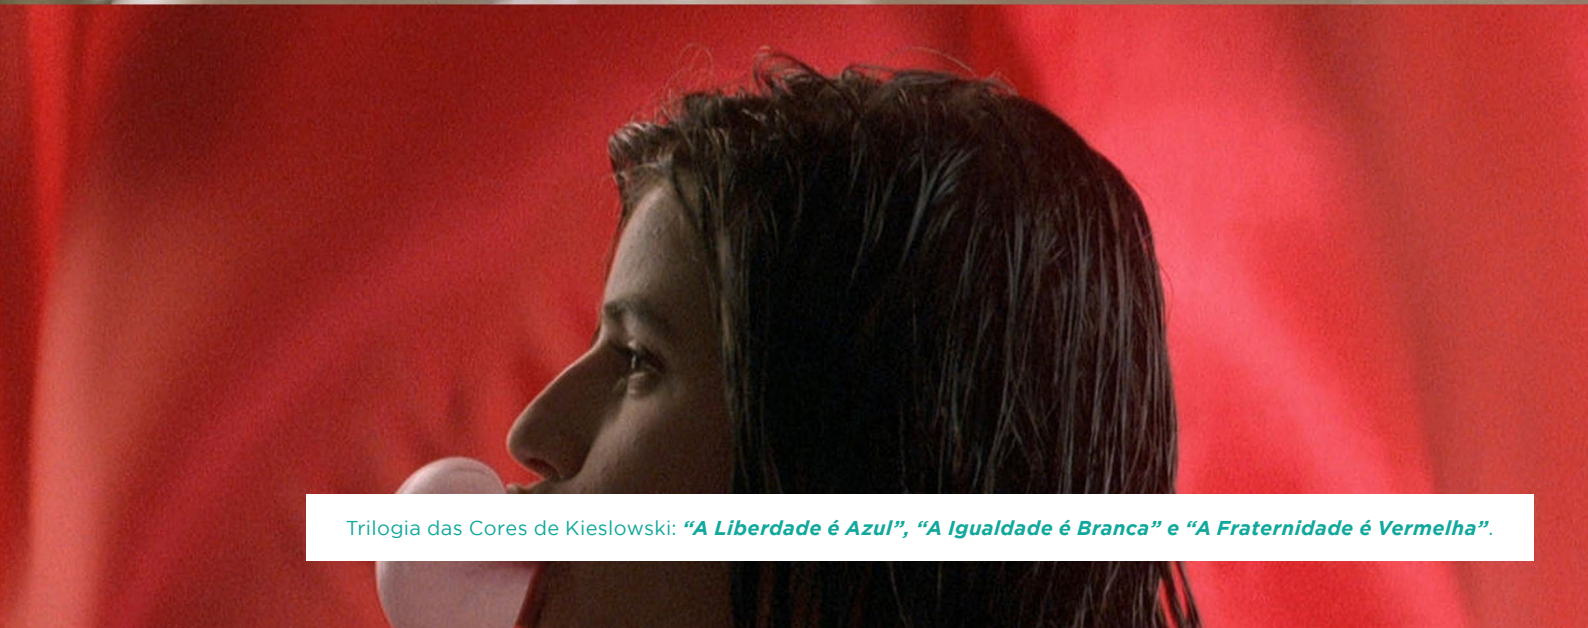 Trilogia das Cores de Kieslowski: “A Liberdade é Azul”, “A Igualdade é Branca” e “A Fraternidade é Vermelha”.